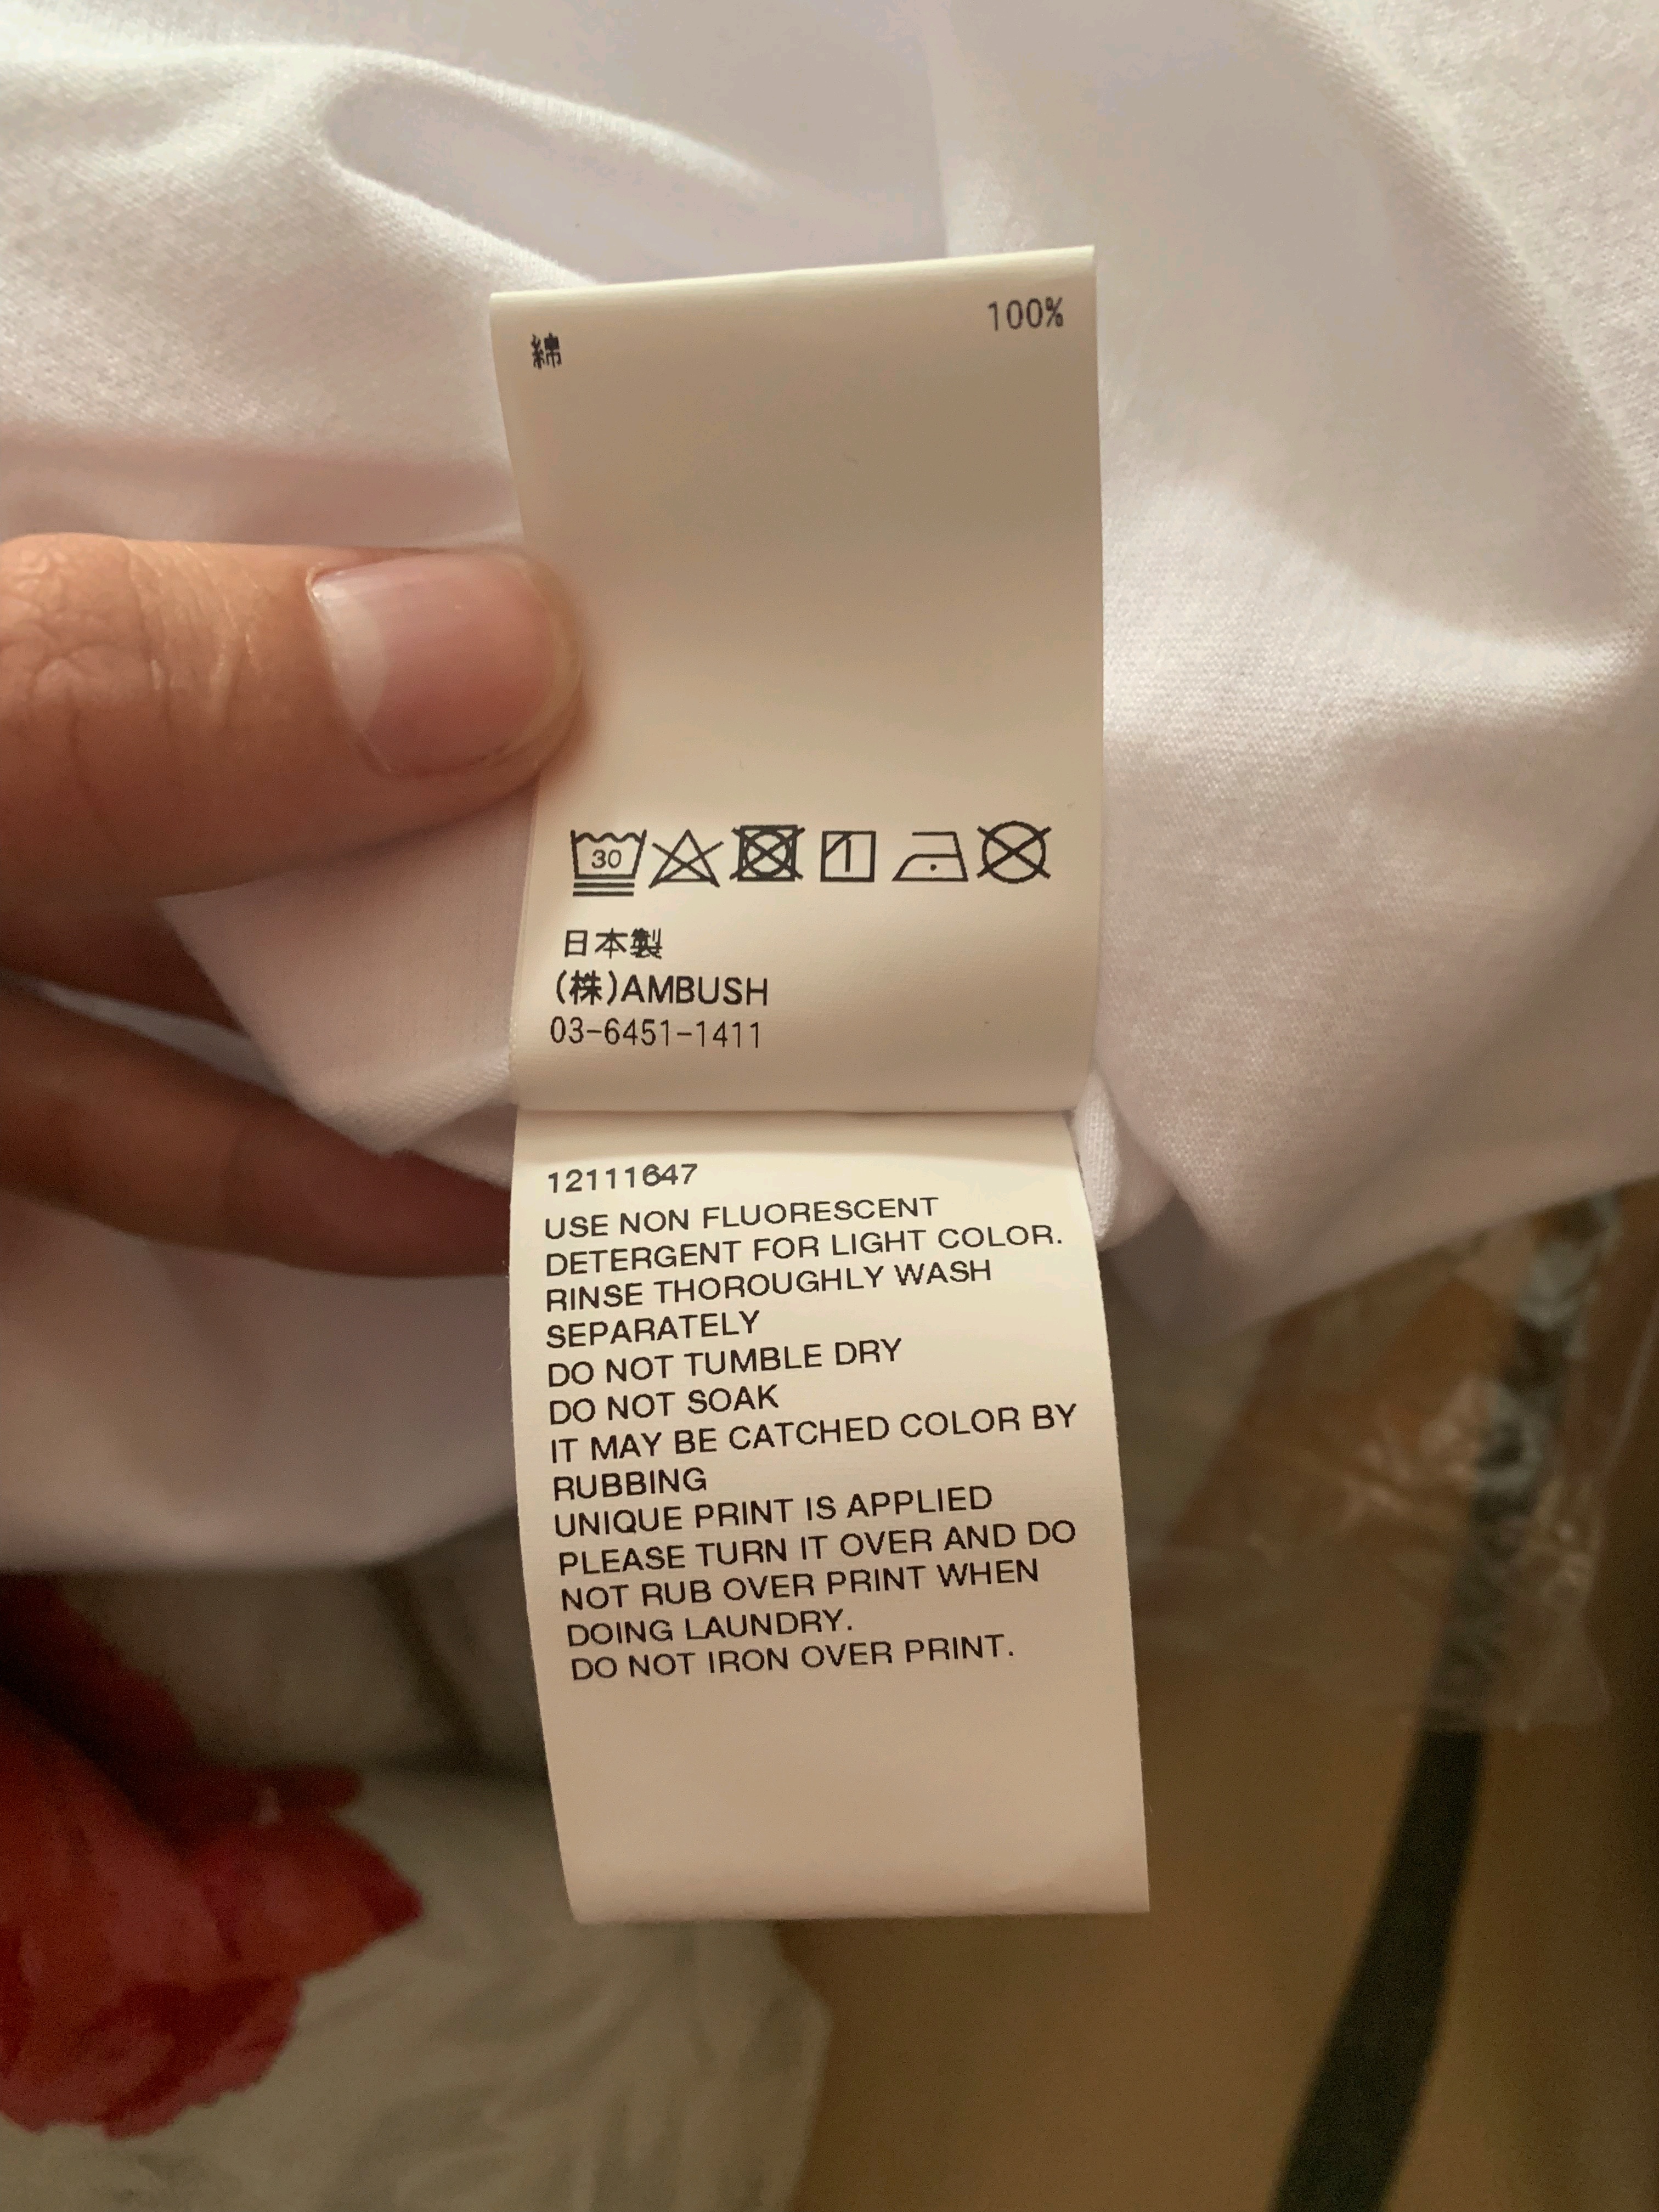 綿 100%
30
日本製
(株)AMBUSH
03-6451-1411
12111647
USE NON FLUORESCENT
DETERGENT FOR LIGHT COLOR.
RINSE THOROUGHLY WASH
SEPARATELY
DO NOT TUMBLE DRY
DO NOT SOAK
IT MAY BE CATCHED COLOR BY
RUBBING
UNIQUE PRINT IS APPLIED
PLEASE TURN IT OVER AND DO
NOT RUB OVER PRINT WHEN
DOING LAUNDRY.
DO NOT IRON OVER PRINT.